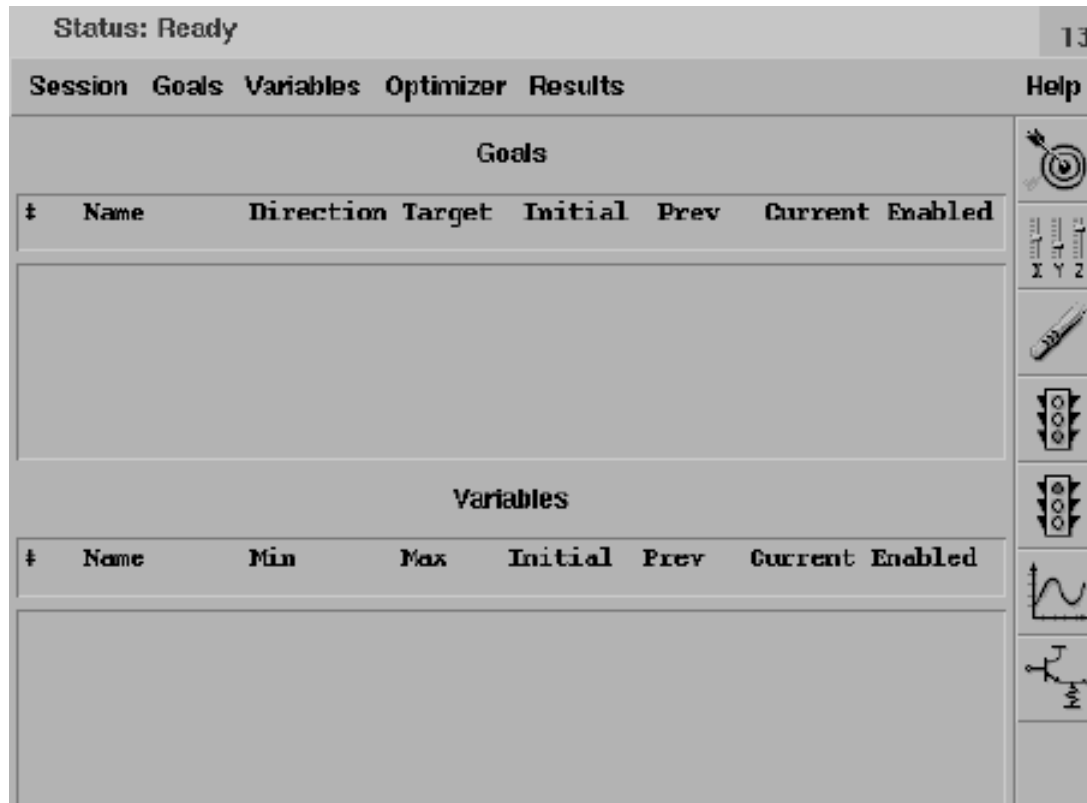 Status: Ready 13
Session Goals Variables Optimizer Results Help
Goals
# Name Direction Target Initial Prev Current Enabled
X Y Z
Variables
# Name Min Max Initial Prev Current Enabled